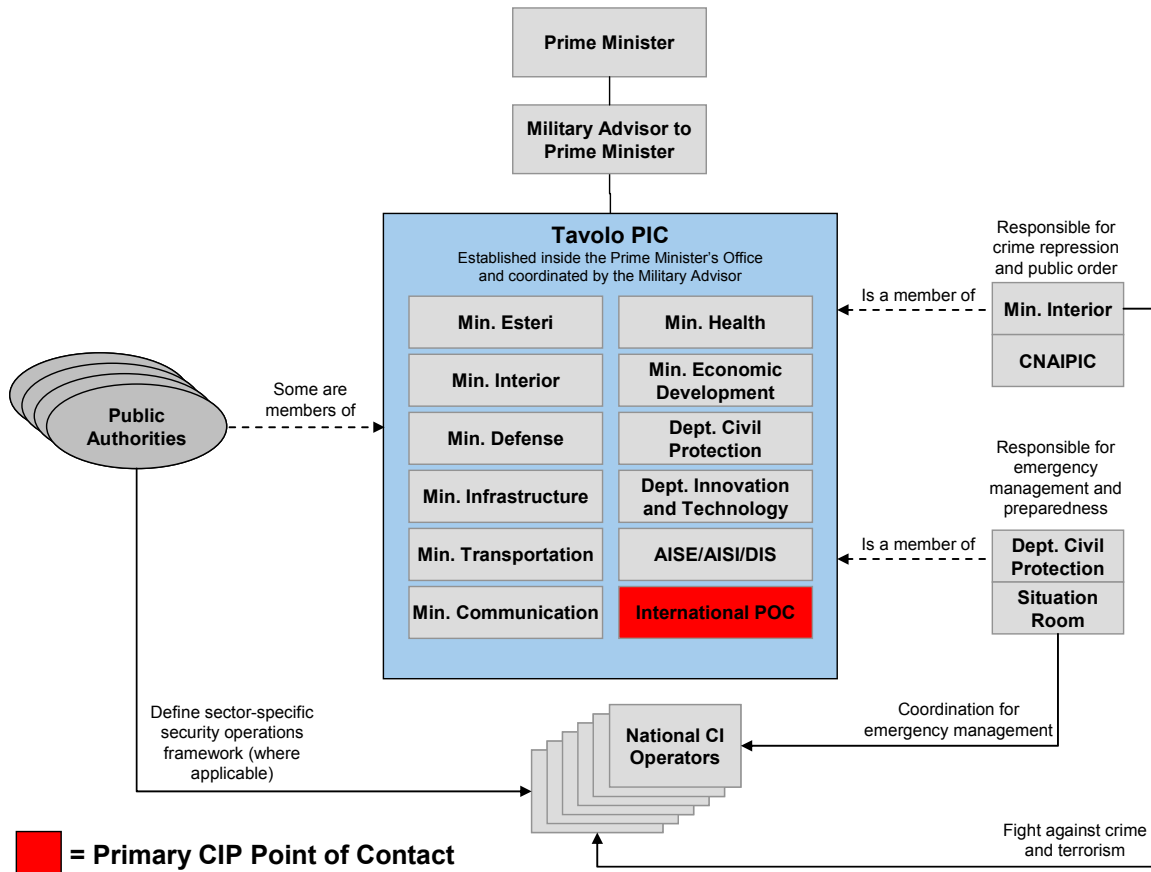 Prime Minister
Military Advisor to
Prime Minister
Tavolo PIC
Established inside the Prime Minister's Office
and coordinated by the Military Advisor
Min. Esteri
Min. Health
Min. Interior
Min. Economic
Development
Min. Defense
Dept. Civil
Protection
Min. Infrastructure
Dept. Innovation
and Technology
Min. Transportation
AISE/AISI/DIS
Min. Communication
International POC
Public
Authorities
Some are
members of
Responsible for
crime repression
and public order
Is a member of
Min. Interior
CNAIPIC
Responsible for
emergency
management and
preparedness
Is a member of
Dept. Civil
Protection
Situation
Room
Define sector-specific
security operations
framework (where
applicable)
National CI
Operators
Coordination for
emergency management
Fight against crime
and terrorism
= Primary CIP Point of Contact